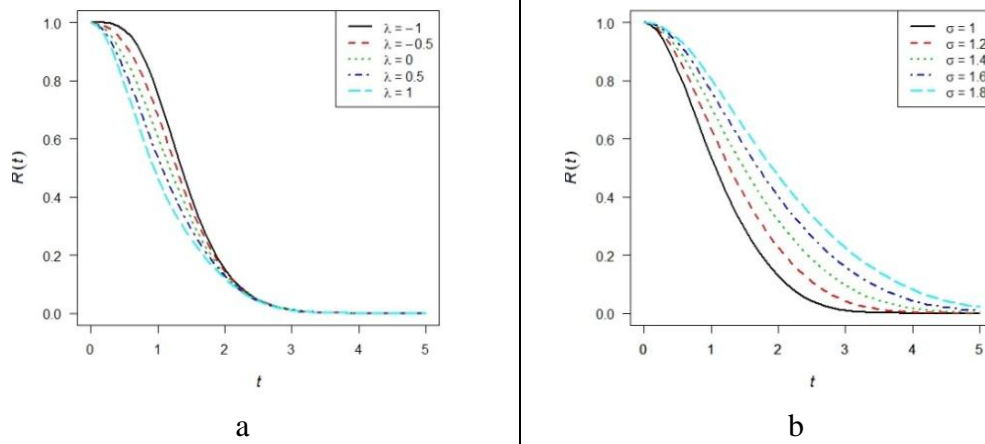 R(t)
1.0
0.8
0.6
0.4
0.2
0.0
0 1 2 3 4 5
t
λ = −1
λ = −0.5
λ = 0
λ = 0.5
λ = 1
a
R(t)
1.0
0.8
0.6
0.4
0.2
0.0
0 1 2 3 4 5
t
σ = 1
σ = 1.2
σ = 1.4
σ = 1.6
σ = 1.8
b